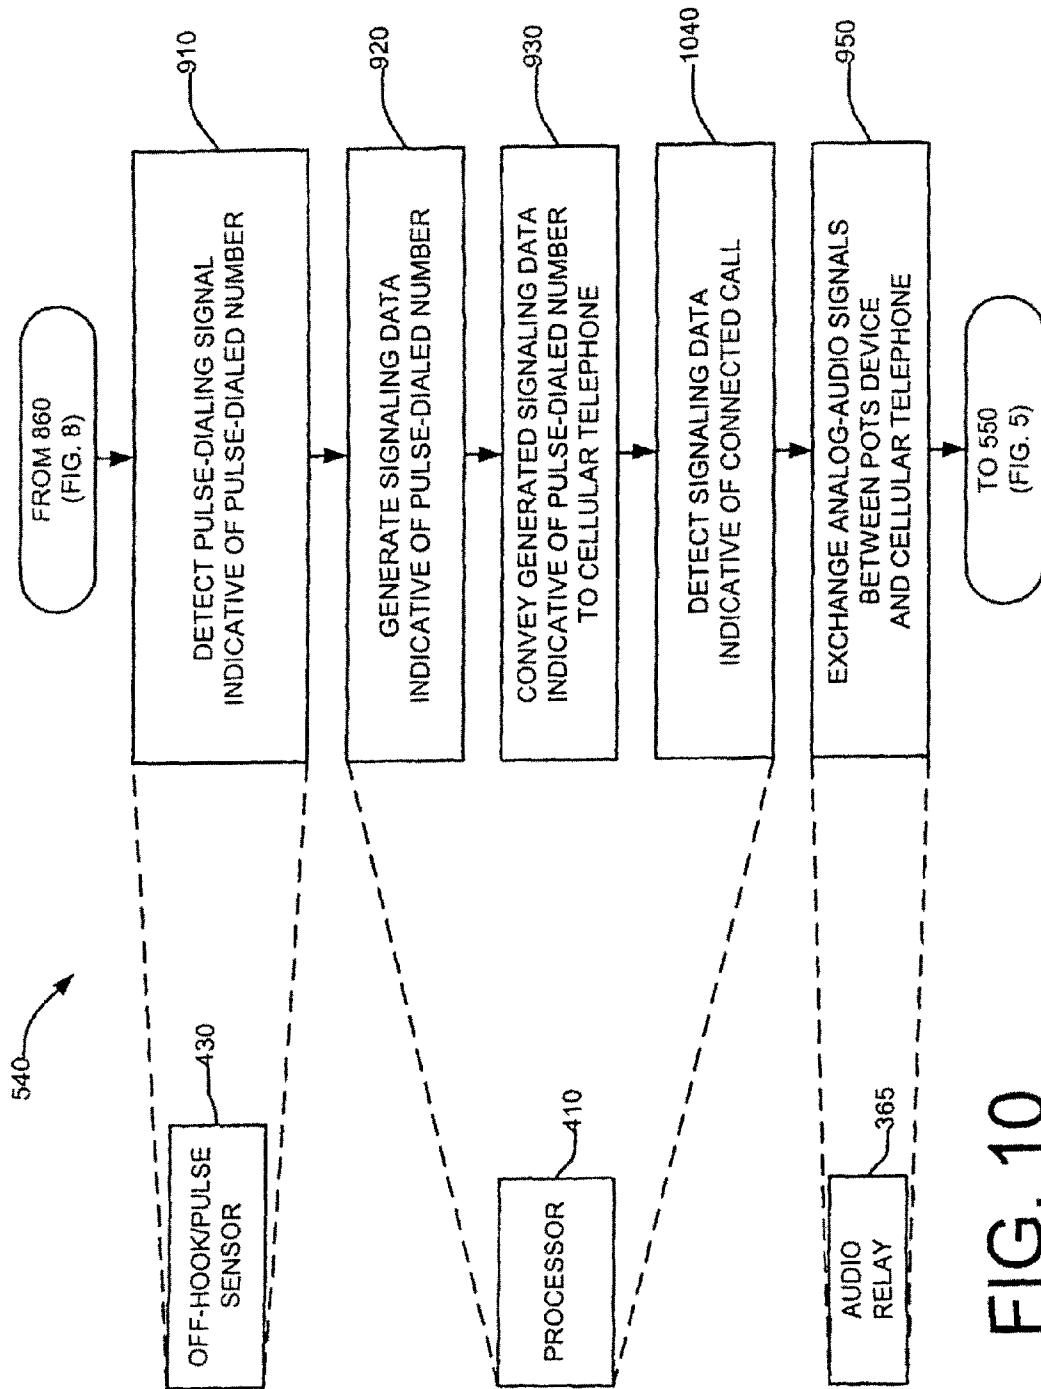 540
FROM 860
(FIG. 8)
OFF-HOOK/PULSE
SENSOR
430
DETECT PULSE-DIALING SIGNAL
INDICATIVE OF PULSE-DIALED NUMBER
910
GENERATE SIGNALING DATA
INDICATIVE OF PULSE-DIALED NUMBER
920
PROCESSOR
410
CONVEY GENERATED SIGNALING DATA
INDICATIVE OF PULSE-DIALED NUMBER
TO CELLULAR TELEPHONE
930
DETECT SIGNALING DATA
INDICATIVE OF CONNECTED CALL
1040
AUDIO
RELAY
365
EXCHANGE ANALOG-AUDIO SIGNALS
BETWEEN POTS DEVICE
AND CELLULAR TELEPHONE
950
TO 550
(FIG. 5)
FIG. 10